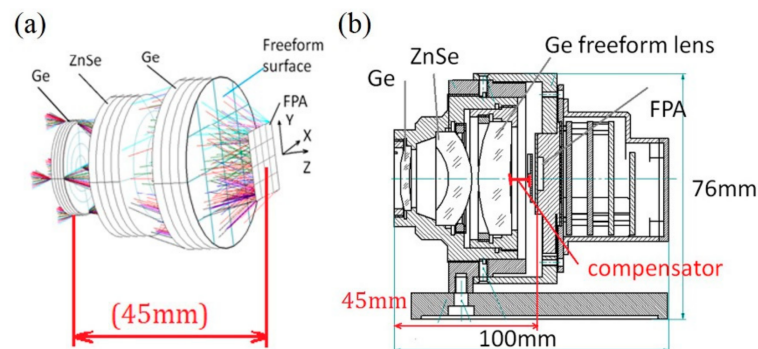 (a)
Ge
ZnSe
Ge
Freeform
surface
FPA
Y
X
Z
(45mm)
(b)
Ge
ZnSe
Ge freeform lens
FPA
76mm
compensator
45mm
100mm